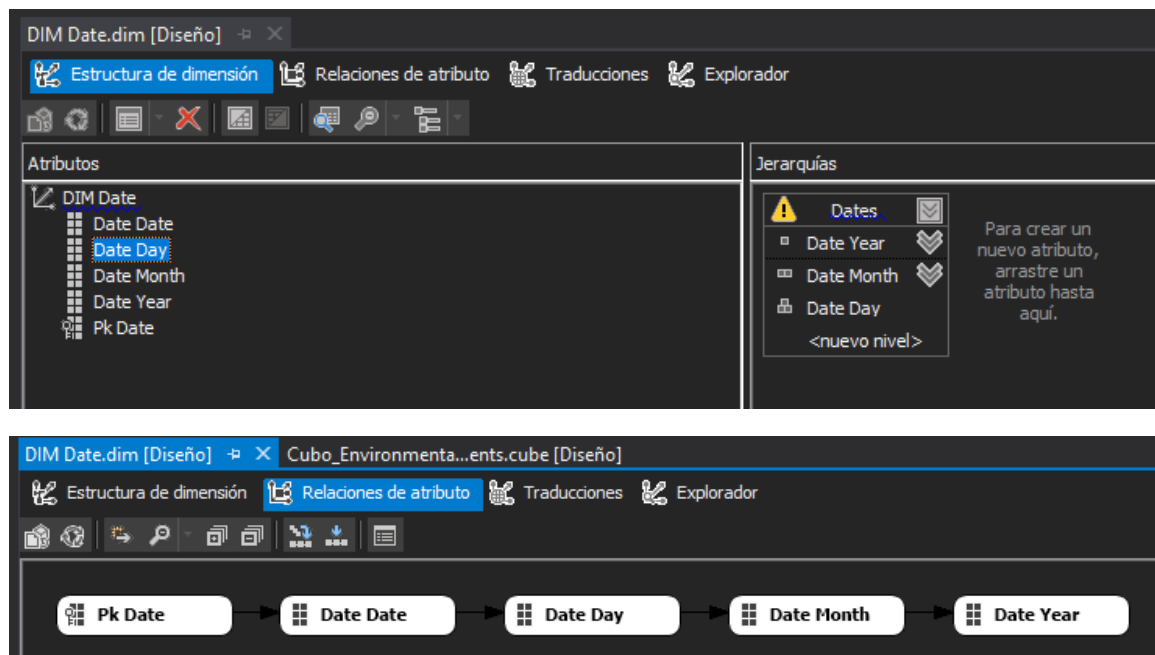 DIM Date.dim [Diseño]
Estructura de dimensión Relaciones de atributo Traducciones Explorador
Atributos
DIM Date
Date Date
Date Day
Date Month
Date Year
Pk Date
Jerarquías
Dates
Date Year
Date Month
Date Day
<nuevo nivel>
Para crear un
nuevo atributo,
arrastre un
atributo hasta
aquí.
DIM Date.dim [Diseño] Cubo_Environmenta...ents.cube [Diseño]
Estructura de dimensión Relaciones de atributo Traducciones Explorador
Pk Date Date Date Date Day Date Month Date Year